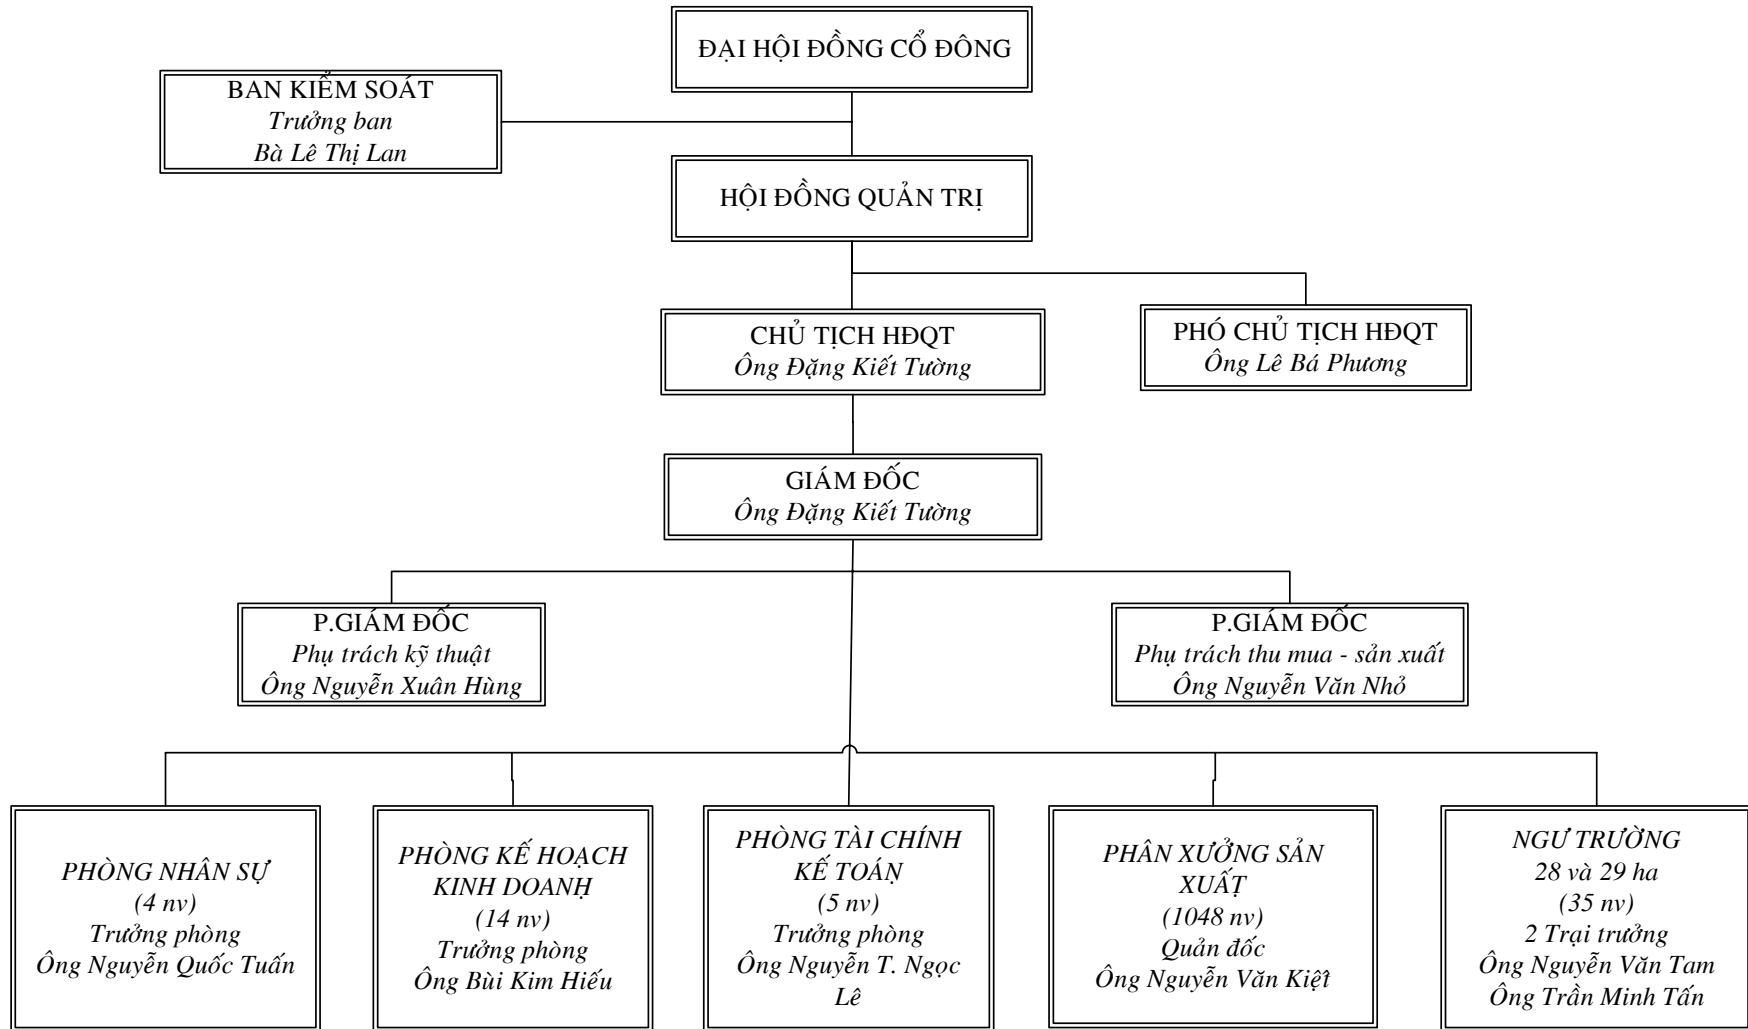 ĐẠI HỘI ĐỒNG CỔ ĐÔNG
BAN KIỂM SOÁT
Trưởng ban
Bà Lê Thị Lan
HỘI ĐỒNG QUẢN TRỊ
CHỦ TỊCH HĐQT
Ông Đặng Kiết Tường
PHÓ CHỦ TỊCH HĐQT
Ông Lê Bá Phương
GIÁM ĐỐC
Ông Đặng Kiết Tường
P.GIÁM ĐỐC
Phụ trách kỹ thuật
Ông Nguyễn Xuân Hùng
P.GIÁM ĐỐC
Phụ trách thu mua - sản xuất
Ông Nguyễn Văn Nhỏ
PHÒNG NHÂN SỰ
(4 nv)
Trưởng phòng
Ông Nguyễn Quốc Tuấn
PHÒNG KẾ HOẠCH
KINH DOANH
(14 nv)
Trưởng phòng
Ông Bùi Kim Hiếu
PHÒNG TÀI CHÍNH
KẾ TOÁN
(5 nv)
Trưởng phòng
Ông Nguyễn T. Ngọc
Lê
PHÂN XƯỞNG SẢN
XUẤT
(1048 nv)
Quản đốc
Ông Nguyễn Văn Kiệt
NGƯ TRƯỜNG
28 và 29 ha
(35 nv)
2 Trại trưởng
Ông Nguyễn Văn Tam
Ông Trần Minh Tấn